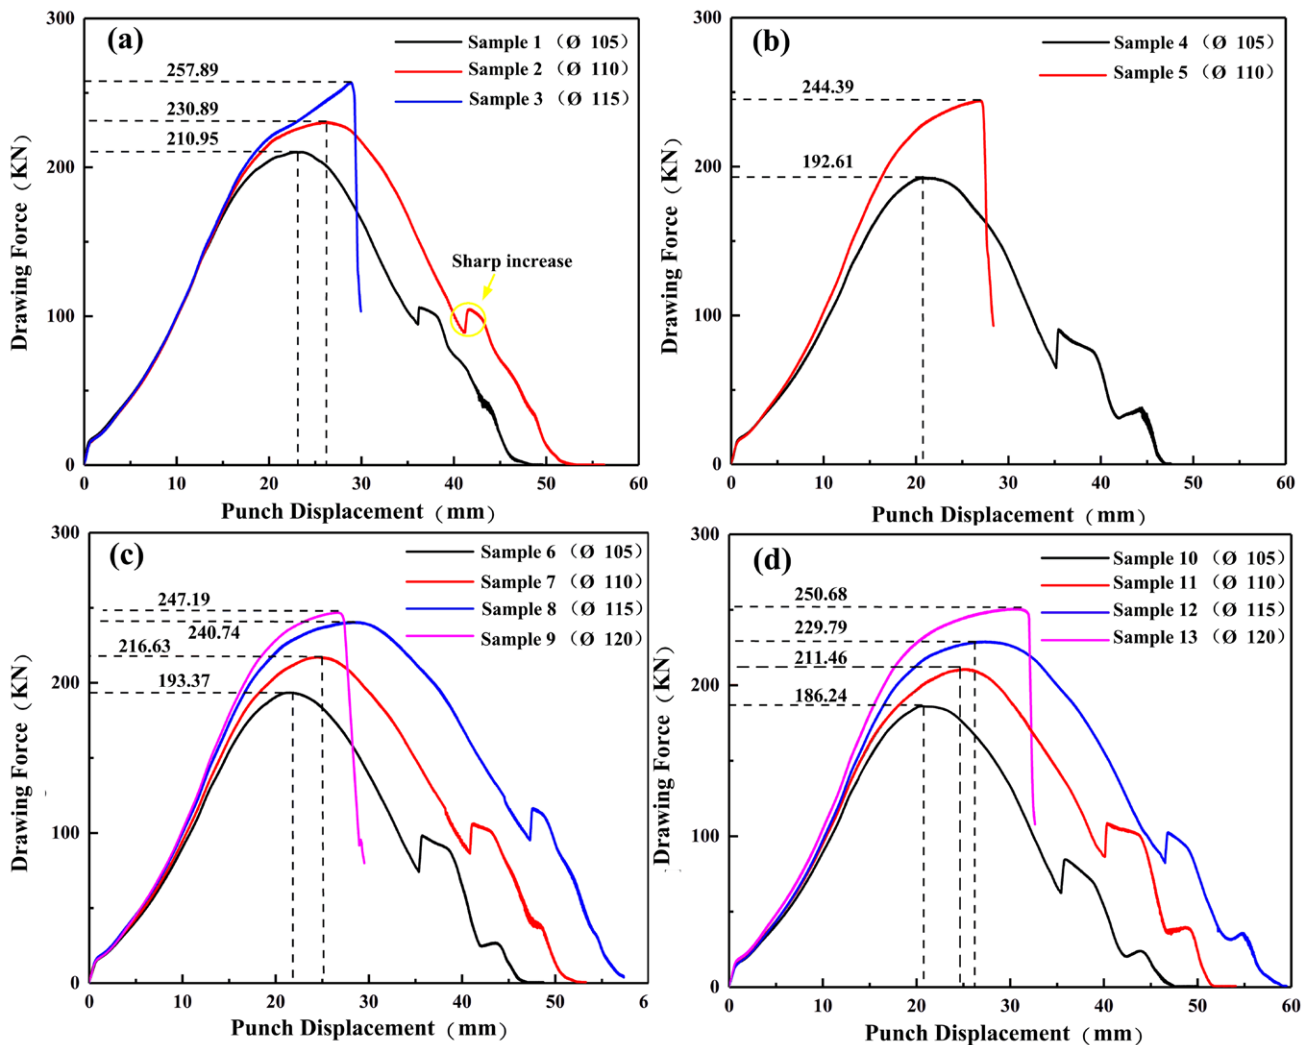 (a)
Sample 1 (Ø 105)
Sample 2 (Ø 110)
Sample 3 (Ø 115)
257.89
230.89
210.95
Sharp increase
Drawing Force (KN)
300
200
100
0
0 10 20 30 40 50 60
Punch Displacement (mm)
(b)
Sample 4 (Ø 105)
Sample 5 (Ø 110)
244.39
192.61
Drawing Force (KN)
300
200
100
0
0 10 20 30 40 50 60
Punch Displacement (mm)
(c)
Sample 6 (Ø 105)
Sample 7 (Ø 110)
Sample 8 (Ø 115)
Sample 9 (Ø 120)
247.19
240.74
216.63
193.37
Drawing Force (KN)
300
200
100
0
0 10 20 30 40 50 6
Punch Displacement (mm)
(d)
Sample 10 (Ø 105)
Sample 11 (Ø 110)
Sample 12 (Ø 115)
Sample 13 (Ø 120)
250.68
229.79
211.46
186.24
Drawing Force (KN)
300
200
100
0
0 10 20 30 40 50 60
Punch Displacement (mm)